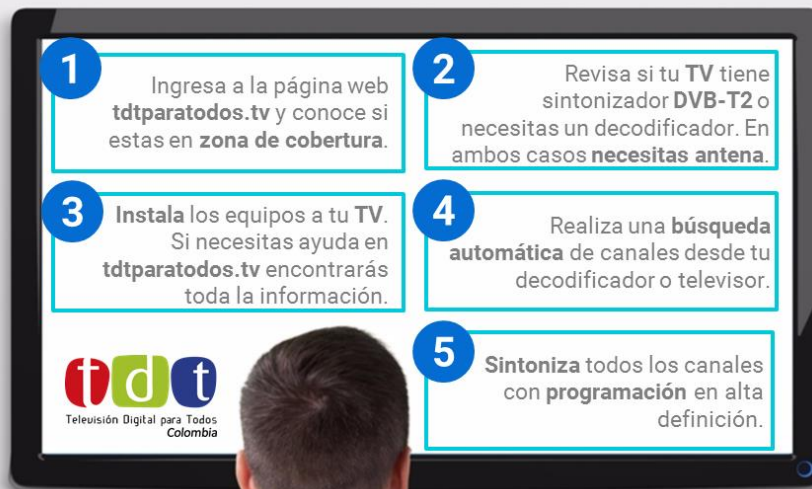 1
Ingresa a la página web
tdtparatodos.tv y conoce si
estas en zona de cobertura.
2
Revisa si tu TV tiene
sintonizador DVB-T2 o
necesitas un decodificador. En
ambos casos necesitas antena.
3
Instala los equipos a tu TV.
Si necesitas ayuda en
tdtparatodos.tv encontrarás
toda la información.
4
Realiza una búsqueda
automática de canales desde tu
decodificador o televisor.
5
Sintoniza todos los canales
con programación en alta
definición.
tdt
Televisión Digital para Todos
Colombia